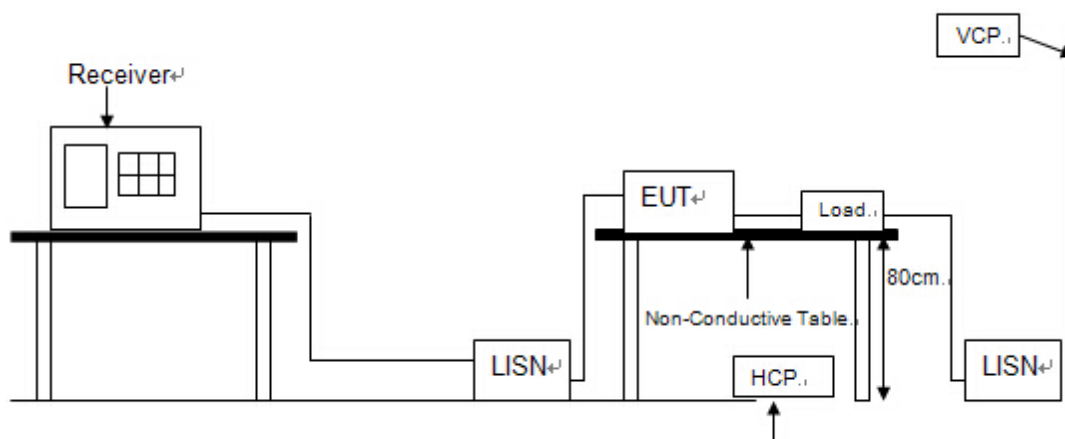 VCP.
Receiver
EUT
Load.
80cm.
Non-Conductive Table.
LISN
HCP.
LISN